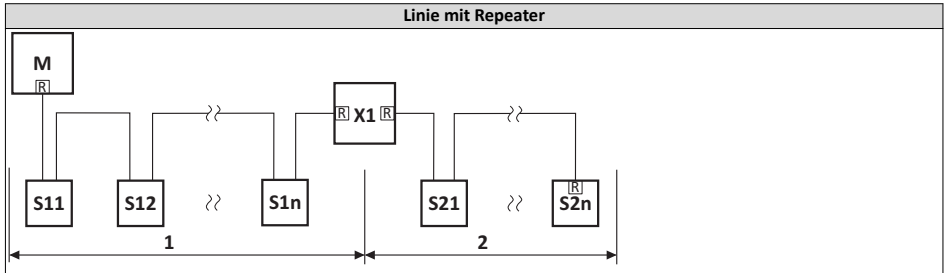 Linie mit Repeater
M
R
R X1 R
S11 S12 S1n S21 R S2n
1 2